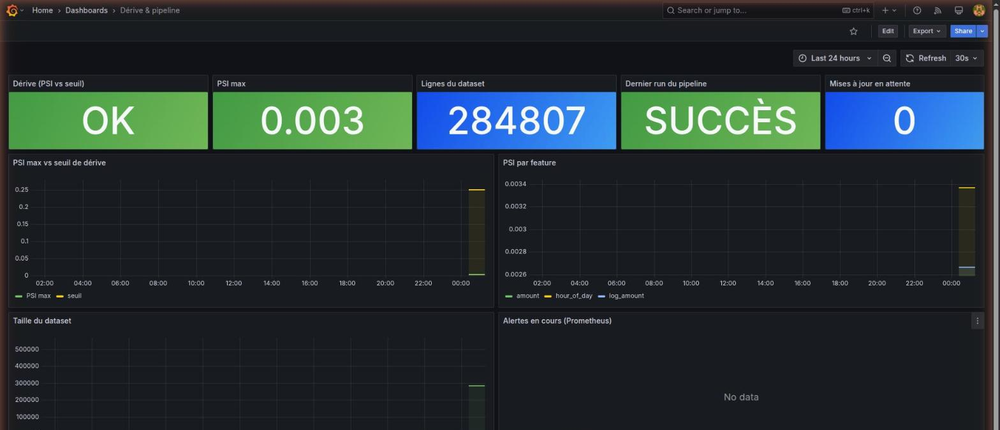 Home › Dashboards › Dérive & pipeline
Search or jump to... ctrl+k
Edit Export Share
Last 24 hours Refresh 30s
Dérive (PSI vs seuil) PSI max Lignes du dataset Dernier run du pipeline Mises à jour en attente
OK 0.003 284807 SUCCÈS 0
PSI max vs seuil de dérive
0.25
0.2
0.15
0.1
0.05
0
02:00 04:00 06:00 08:00 10:00 12:00 14:00 16:00 18:00 20:00 22:00 00:00
PSI max seuil
PSI par feature
0.0034
0.0032
0.003
0.0028
0.0026
02:00 04:00 06:00 08:00 10:00 12:00 14:00 16:00 18:00 20:00 22:00 00:00
amount hour_of_day log_amount
Taille du dataset
500000
400000
300000
200000
100000
Alertes en cours (Prometheus)
No data